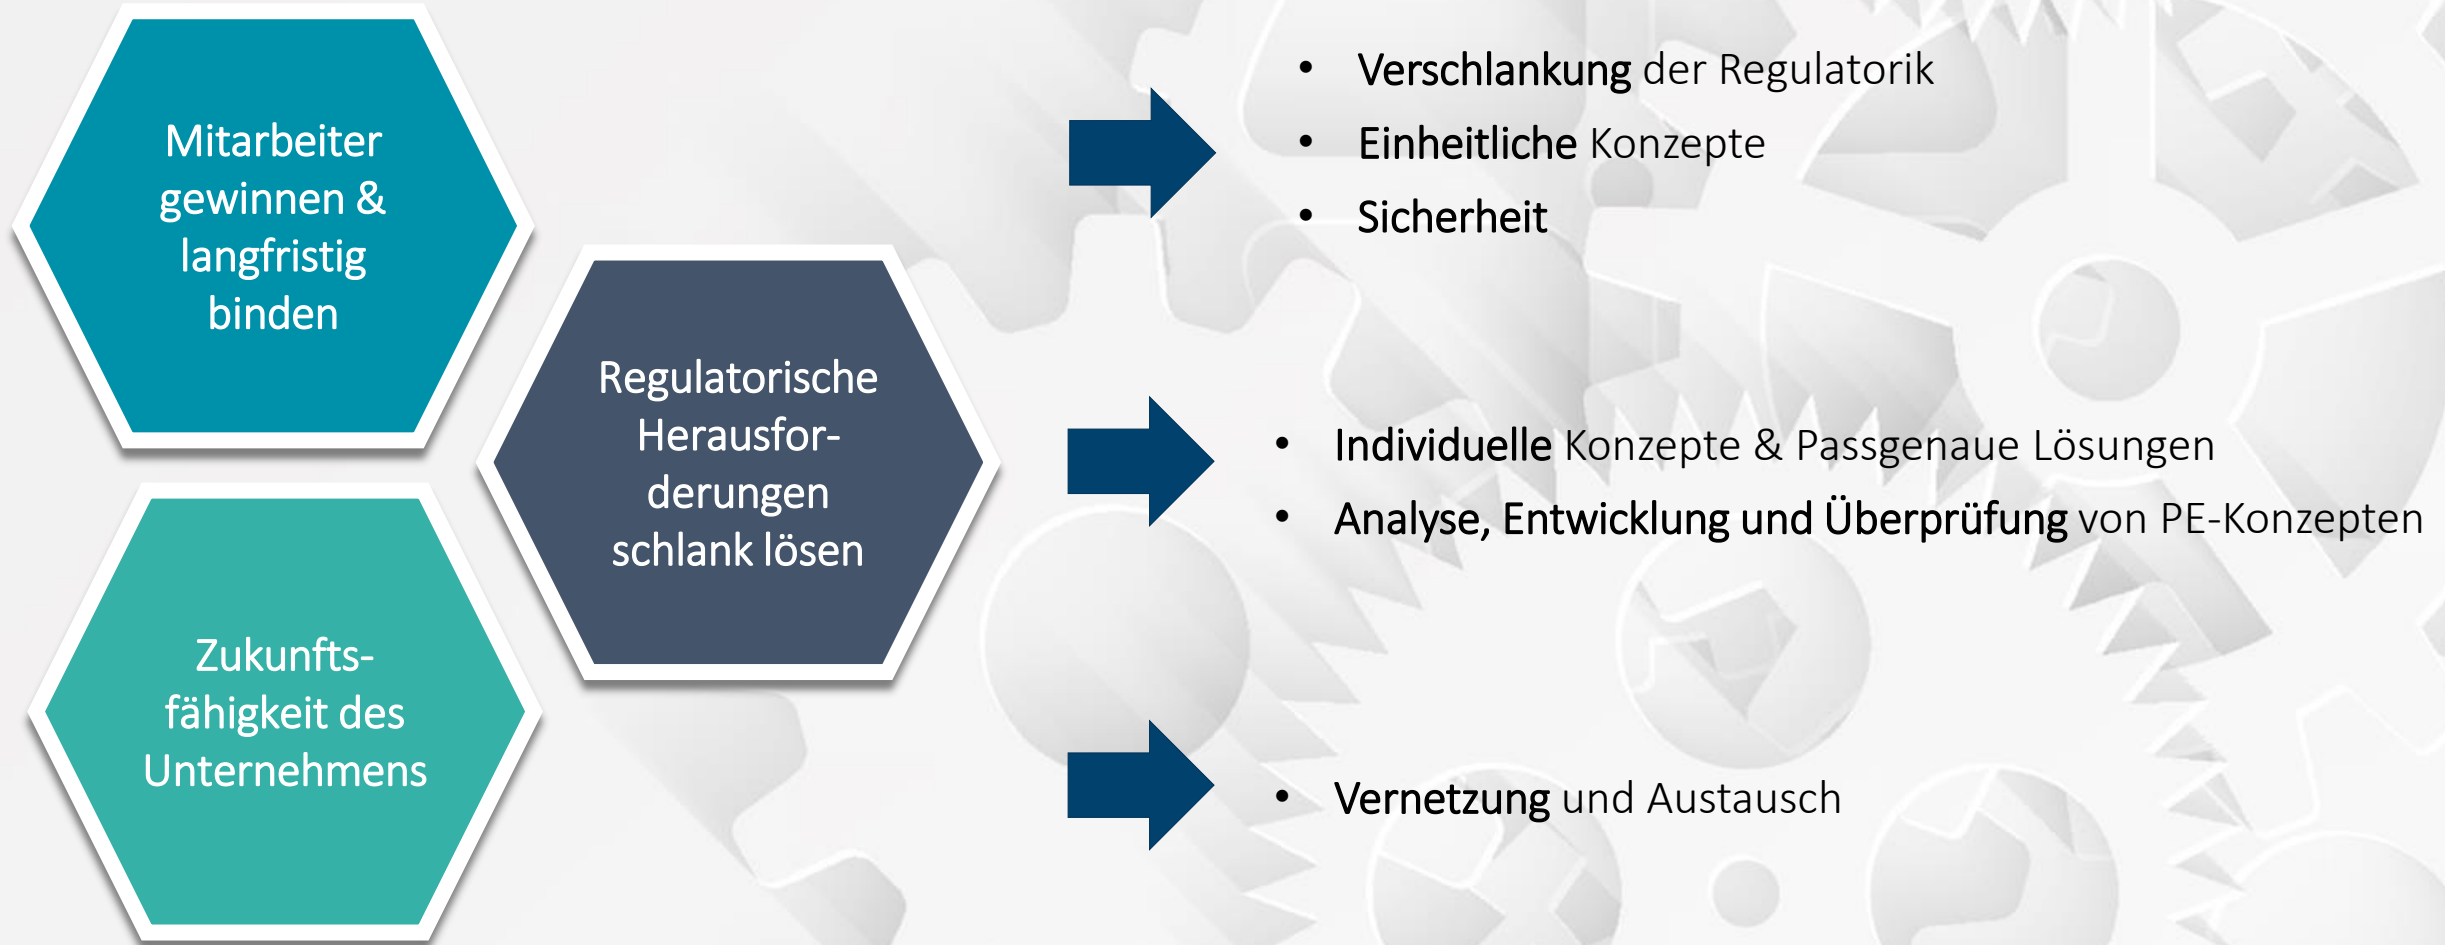 Mitarbeiter
gewinnen &
langfristig
binden
Regulatorische
Herausfor-
derungen
schlank lösen
Zukunfts-
fähigkeit des
Unternehmens
• Verschlankung der Regulatorik
• Einheitliche Konzepte
• Sicherheit
• Individuelle Konzepte & Passgenaue Lösungen
• Analyse, Entwicklung und Überprüfung von PE-Konzepten
• Vernetzung und Austausch